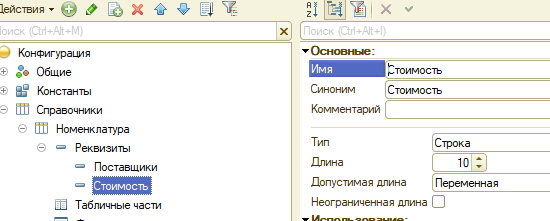 Действия
Поиск (Ctrl+Alt+M)
Конфигурация
Общие
Константы
Справочники
Номенклатура
Реквизиты
Поставщики
Стоимость
Табличные части
Поиск (Ctrl+Alt+I)
Основные:
Имя Стоимость
Синоним Стоимость
Комментарий
Тип Строка
Длина 10
Допустимая длина Переменная
Неограниченная длина
Использование: